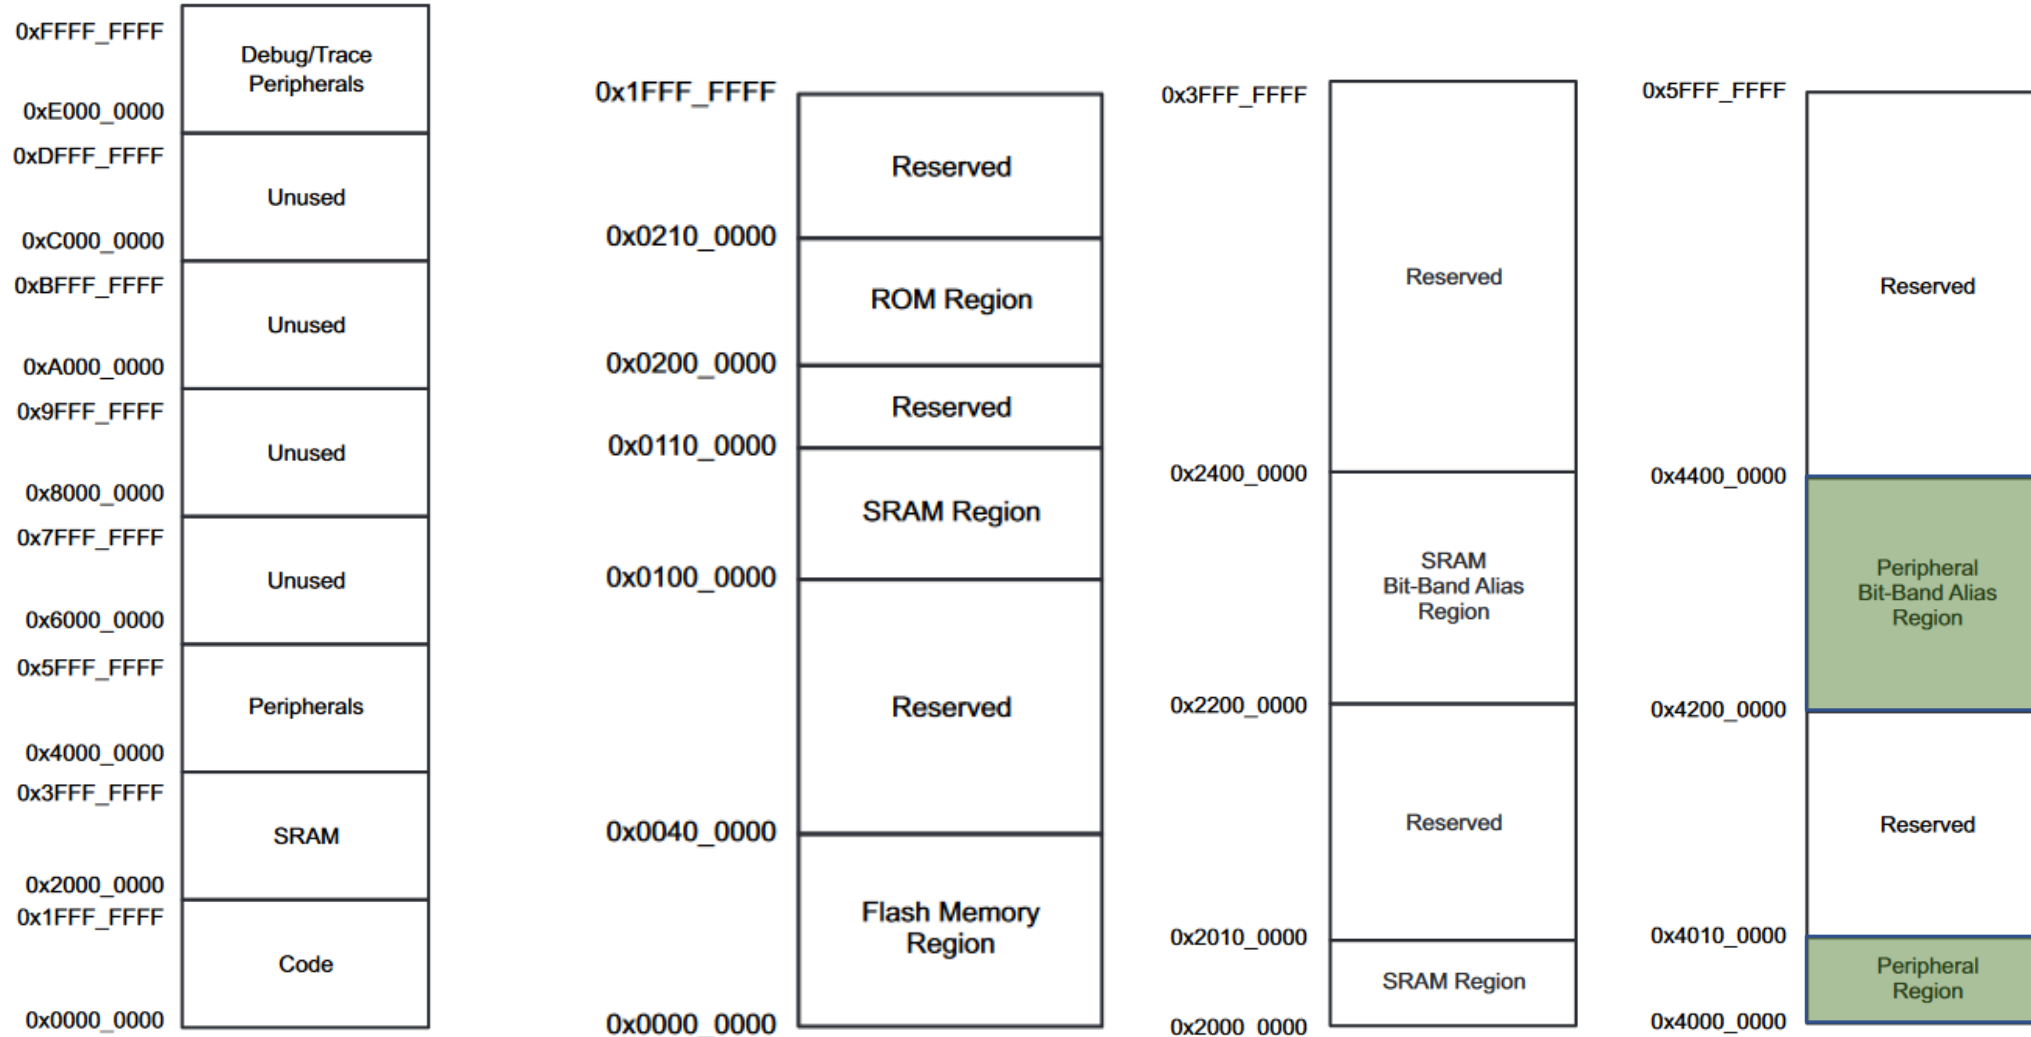 0xFFFF_FFFF
Debug/Trace
Peripherals
0xE000_0000
0xDFFF_FFFF
Unused
0xC000_0000
0xBFFF_FFFF
Unused
0xA000_0000
0x9FFF_FFFF
Unused
0x8000_0000
0x7FFF_FFFF
Unused
0x6000_0000
0x5FFF_FFFF
Peripherals
0x4000_0000
0x3FFF_FFFF
SRAM
0x2000_0000
0x1FFF_FFFF
Code
0x0000_0000
0x1FFF_FFFF
Reserved
0x0210_0000
ROM Region
0x0200_0000
Reserved
0x0110_0000
SRAM Region
0x0100_0000
Reserved
0x0040_0000
Flash Memory
Region
0x0000_0000
0x3FFF_FFFF
Reserved
0x2400_0000
SRAM
Bit-Band Alias
Region
0x2200_0000
Reserved
0x2010_0000
SRAM Region
0x2000 0000
0x5FFF_FFFF
Reserved
0x4400_0000
Peripheral
Bit-Band Alias
Region
0x4200_0000
Reserved
0x4010_0000
Peripheral
Region
0x4000_0000